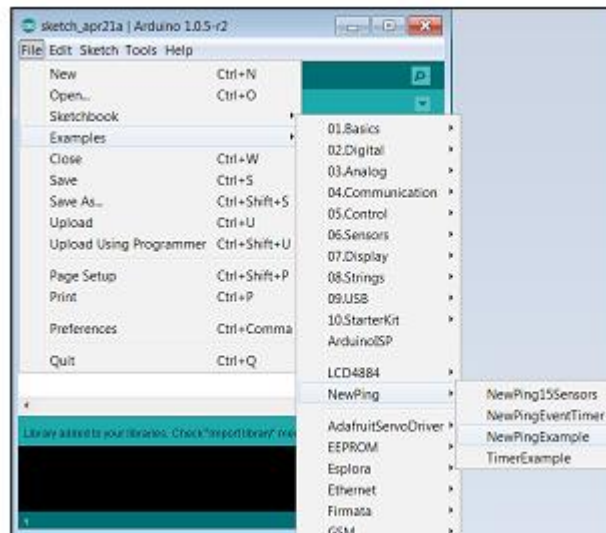 sketch_apr21a | Arduino 1.0.5-r2
File Edit Sketch Tools Help
New Ctrl+N
Open... Ctrl+O
Sketchbook
Examples
Close Ctrl+W
Save Ctrl+S
Save As... Ctrl+Shift+S
Upload Ctrl+U
Upload Using Programmer Ctrl+Shift+U
Page Setup Ctrl+Shift+P
Print Ctrl+P
Preferences Ctrl+Comma
Quit Ctrl+Q
01.Basics
02.Digital
03.Analog
04.Communication
05.Control
06.Sensors
07.Display
08.Strings
09.USB
10.StarterKit
ArduinoISP
LCD4884
NewPing
AdafruitServoDriver
EEPROM
Esplora
Ethernet
Firmata
GSM
NewPing15Sensors
NewPingEventTimer
NewPingExample
TimerExample
Library added to your libraries. Check "Import library" me